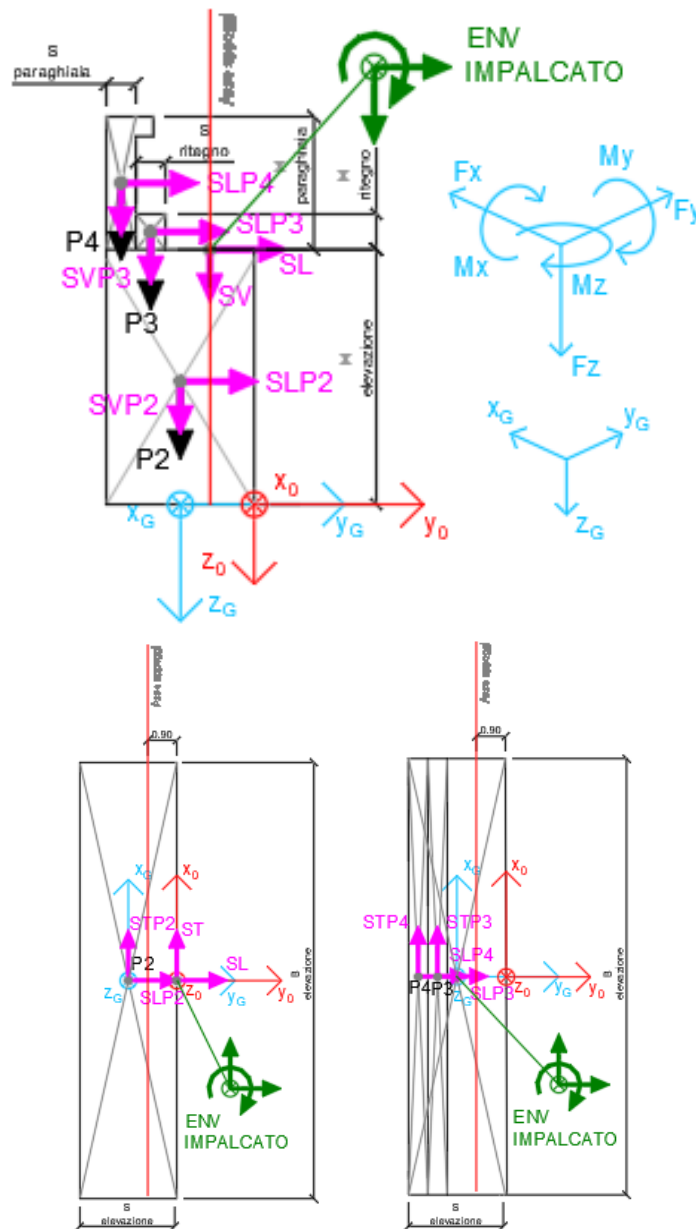 S
paraghiaia
Asse appoggi
ENV
IMPALCATO
S
ritegno
H
paraghiaia
H
ritegno
SLP4
SLP3
P4
SVP3
SL
SV
P3
H
elevazione
SVP2
SLP2
P2
x0
xG
yG
y0
z0
zG
Fx
My
Fy
Mx
Mz
Fz
xG
yG
zG
Asse appoggi
0.90
xG
x0
STP2
ST
P2
SL
zG
SLP2
z0
yG
y0
B
elevazione
ENV
IMPALCATO
S
elevazione
Asse appoggi
0.90
xG
x0
STP4
STP3
SLP4
P4
P3
zG
SLP3
z0
yG
y0
B
elevazione
ENV
IMPALCATO
S
elevazione